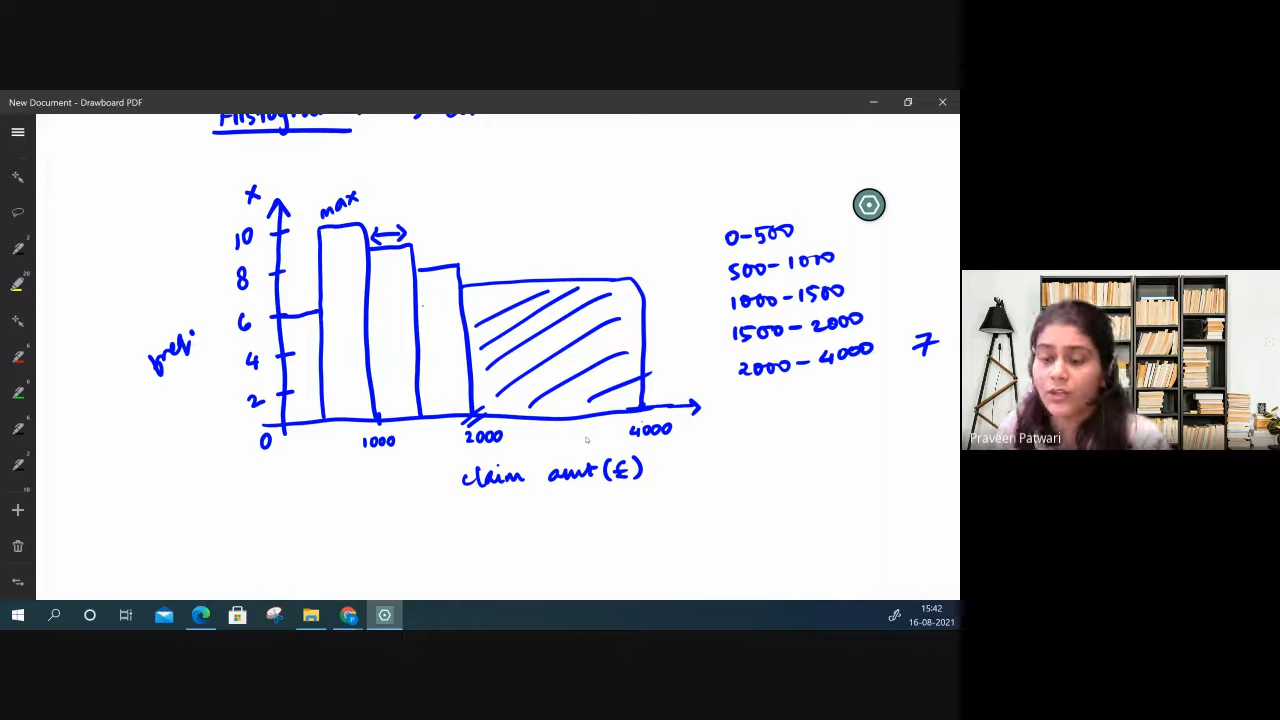 New Document - Drawboard PDF
Histogram
x
max
10
8
6
4
2
0
1000
2000
4000
claim amt (£)
0-500
500-1000
1000-1500
1500-2000
2000-4000 7
Praveen Patwari
15:42
16-08-2021